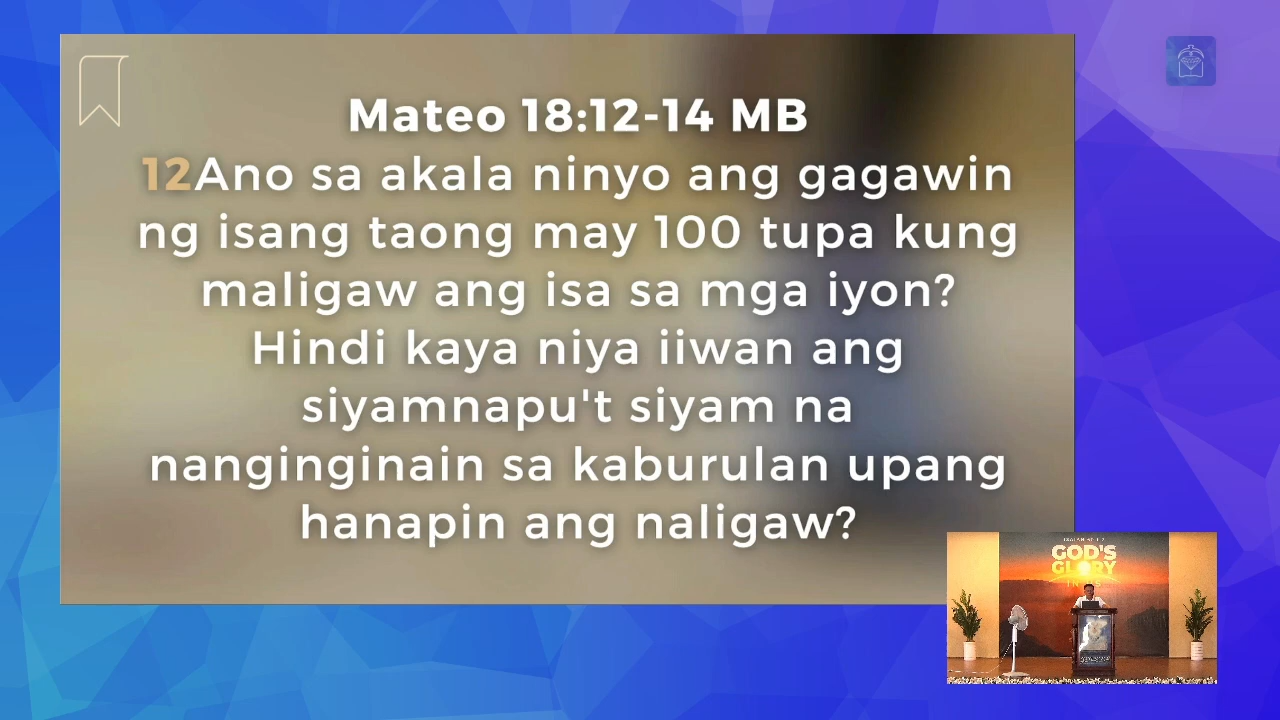 Mateo 18:12-14 MB
12Ano sa akala ninyo ang gagawin
ng isang taong may 100 tupa kung
maligaw ang isa sa mga iyon?
Hindi kaya niya iiwan ang
siyamnapu't siyam na
nanginginain sa kaburulan upang
hanapin ang naligaw?
GOD'S
GLORY